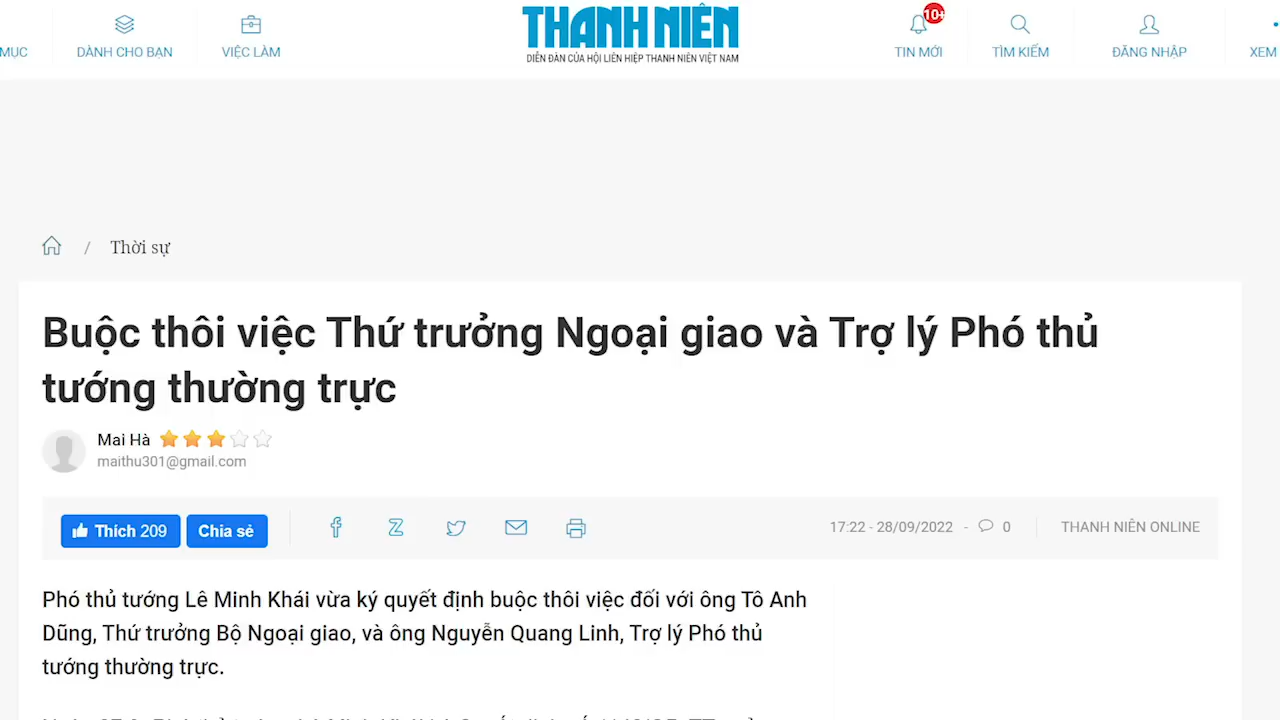 MỤC
DÀNH CHO BẠN
VIỆC LÀM
THANH NIÊN
DIỄN ĐÀN CỦA HỘI LIÊN HIỆP THANH NIÊN VIỆT NAM
10+
TIN MỚI
TÌM KIẾM
ĐĂNG NHẬP
XEM
/ Thời sự
Buộc thôi việc Thứ trưởng Ngoại giao và Trợ lý Phó thủ
tướng thường trực
Mai Hà
maithu301@gmail.com
Thích 209 Chia sẻ
17:22 - 28/09/2022 - 0 THANH NIÊN ONLINE
Phó thủ tướng Lê Minh Khái vừa ký quyết định buộc thôi việc đối với ông Tô Anh
Dũng, Thứ trưởng Bộ Ngoại giao, và ông Nguyễn Quang Linh, Trợ lý Phó thủ
tướng thường trực.